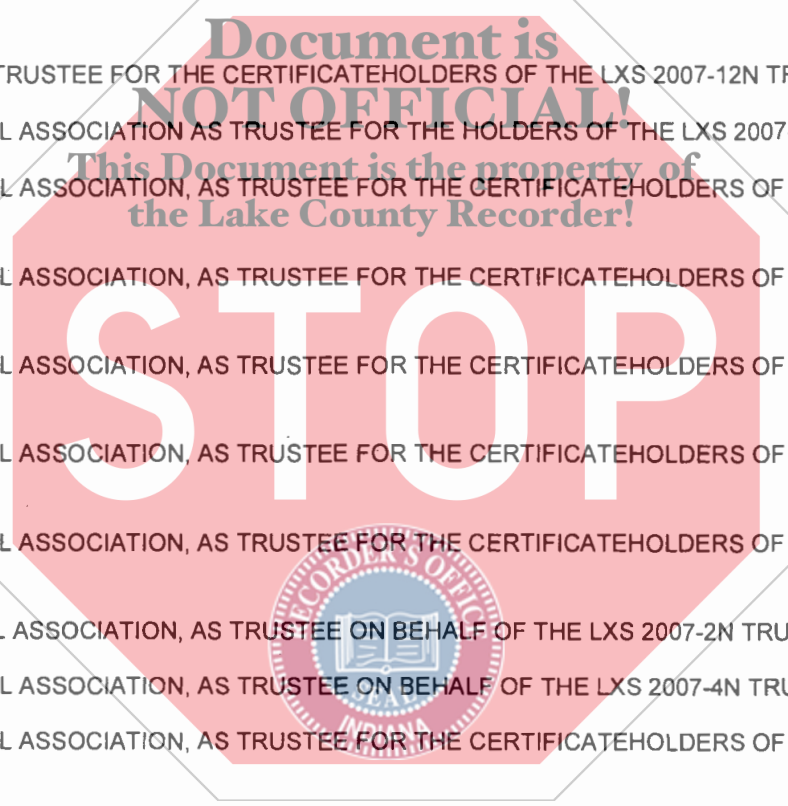 Document is
TRUSTEE FOR THE CERTIFICATEHOLDERS OF THE LXS 2007-12N
NOT OFFICIAL!
ASSOCIATION AS TRUSTEE FOR THE HOLDERS OF THE LXS 2007
This Document is the property of
ASSOCIATION, AS TRUSTEE FOR THE CERTIFICATEHOLDERS OF
the Lake County Recorder!
ASSOCIATION, AS TRUSTEE FOR THE CERTIFICATEHOLDERS OF
STOP
ASSOCIATION, AS TRUSTEE FOR THE CERTIFICATEHOLDERS OF
ASSOCIATION, AS TRUSTEE FOR THE CERTIFICATEHOLDERS OF
ASSOCIATION, AS TRUSTEE FOR THE CERTIFICATEHOLDERS OF
RECORDER'S OFFICE
ASSOCIATION, AS TRUSTEE ON BEHALF OF THE LXS 2007-2N
ASSOCIATION, AS TRUSTEE ON BEHALF OF THE LXS 2007-4N
SEAL
INDIANA
ASSOCIATION, AS TRUSTEE FOR THE CERTIFICATEHOLDERS OF